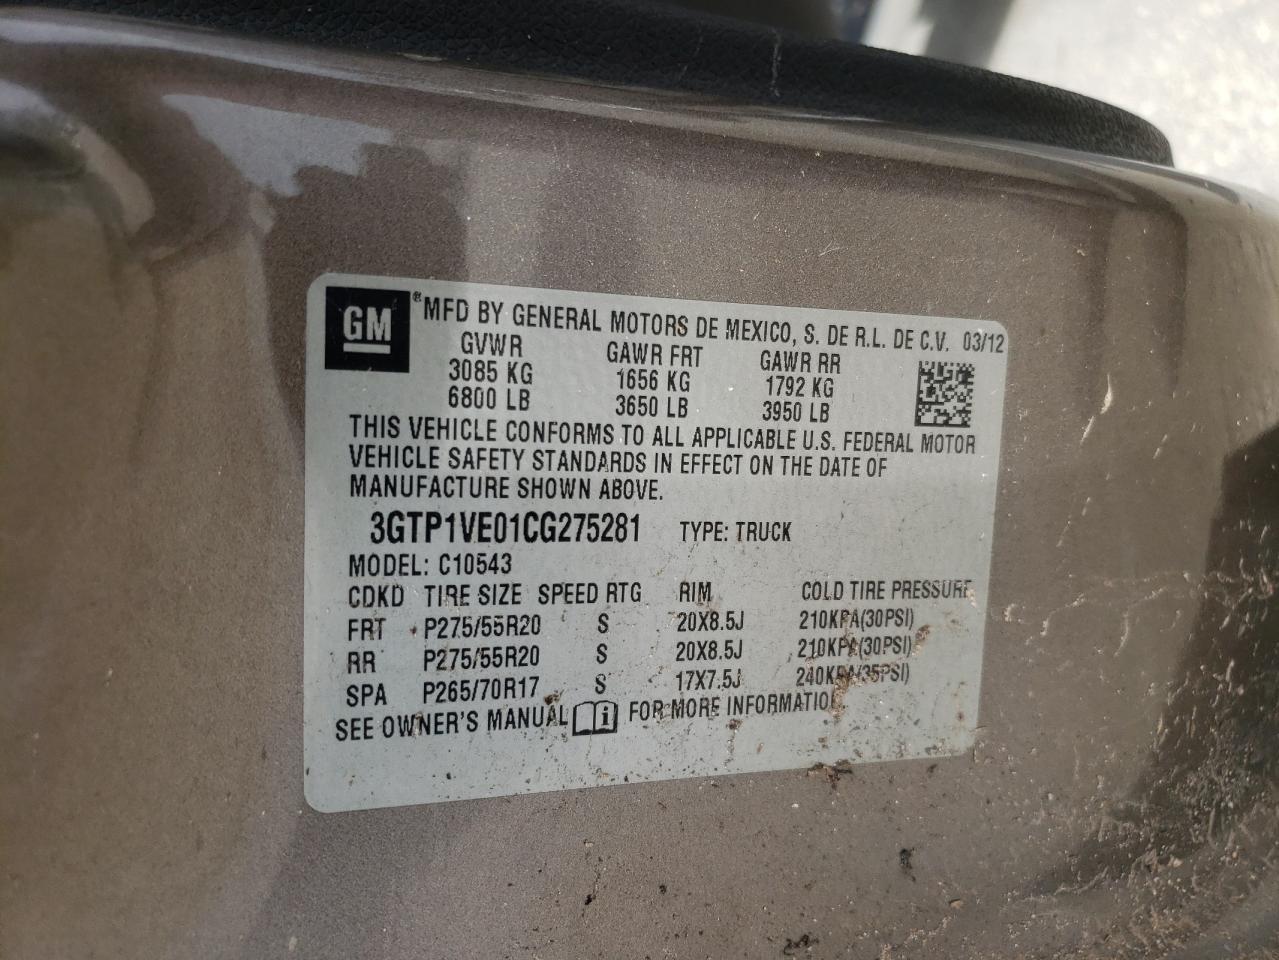 GM ® MFD BY GENERAL MOTORS DE MEXICO, S. DE R.L. DE C.V. 03/12
GVWR GAWR FRT GAWR RR
3085 KG 1656 KG 1792 KG
6800 LB 3650 LB 3950 LB
THIS VEHICLE CONFORMS TO ALL APPLICABLE U.S. FEDERAL MOTOR
VEHICLE SAFETY STANDARDS IN EFFECT ON THE DATE OF
MANUFACTURE SHOWN ABOVE.
3GTP1VE01CG275281 TYPE: TRUCK
MODEL: C10543
CDKD TIRE SIZE SPEED RTG RIM COLD TIRE PRESSURE
FRT P275/55R20 S 20X8.5J 210KPA(30PSI)
RR P275/55R20 S 20X8.5J 210KPA(30PSI)
SPA P265/70R17 S 17X7.5J 240KPA(35PSI)
SEE OWNER'S MANUAL i FOR MORE INFORMATION.